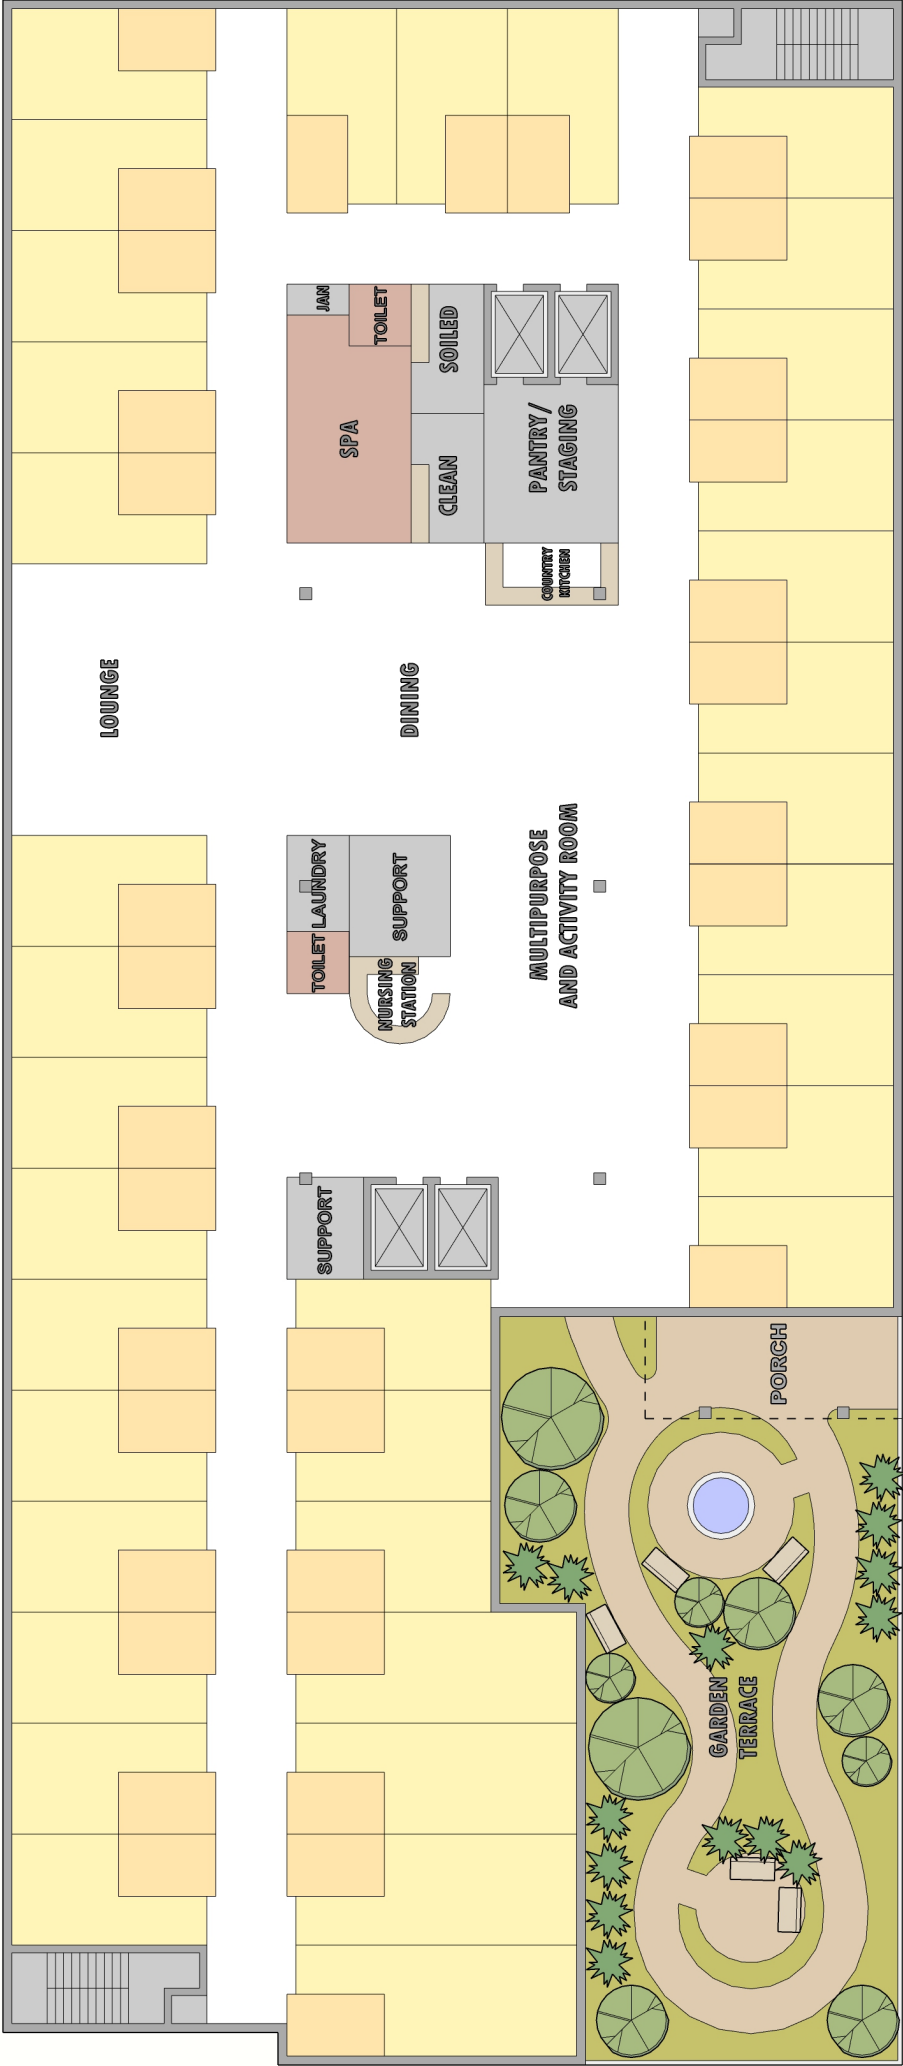 JAN
TOILET
SOILED
SPA
CLEAN
PANTRY/
STAGING
COUNTRY
KITCHEN
LOUNGE
DINING
MULTIPURPOSE
AND ACTIVITY ROOM
LAUNDRY
SUPPORT
TOILET
NURSING
STATION
SUPPORT
PORCH
GARDEN
TERRACE